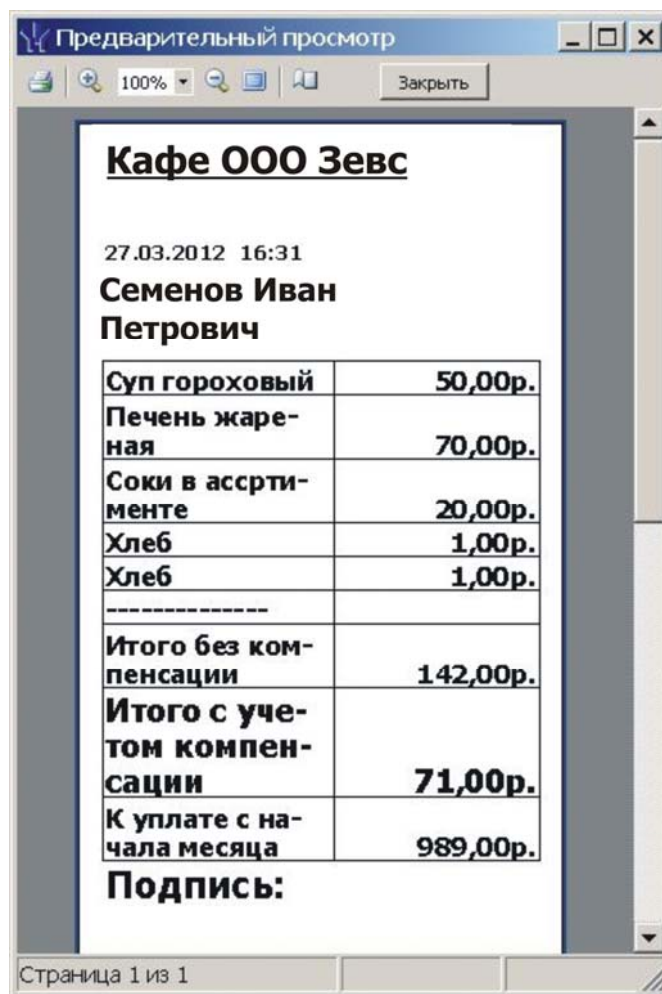 Предварительный просмотр
100%
Закрыть
Кафе ООО Зевс
27.03.2012 16:31
Семенов Иван
Петрович
Суп гороховый 50,00р.
Печень жаре-
ная 70,00р.
Соки в ассрти-
менте 20,00р.
Хлеб 1,00р.
Хлеб 1,00р.
--------------
Итого без ком-
пенсации 142,00р.
Итого с уче-
том компен-
сации 71,00р.
К уплате с на-
чала месяца 989,00р.
Подпись:
Страница 1 из 1